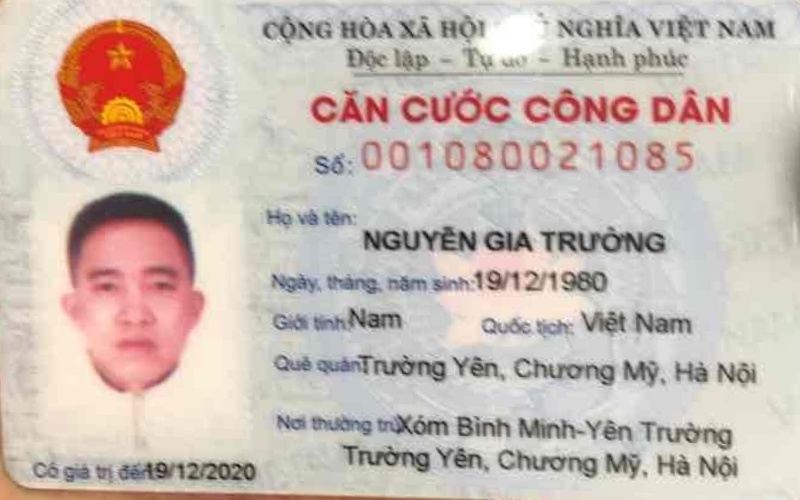 CỘNG HÒA XÃ HỘI NGHĨA VIỆT NAM
Độc lập - Tự do - Hạnh phúc
CĂN CƯỚC CÔNG DÂN
Số: 001080021085
Họ và tên:
NGUYỄN GIA TRƯỜNG
Ngày, tháng, năm sinh: 19/12/1980
Giới tính: Nam Quốc tịch: Việt Nam
Quê quán: Trường Yên, Chương Mỹ, Hà Nội
Nơi thường trú: Xóm Bình Minh-Yên Trường
Trường Yên, Chương Mỹ, Hà Nội
Có giá trị đến: 19/12/2020